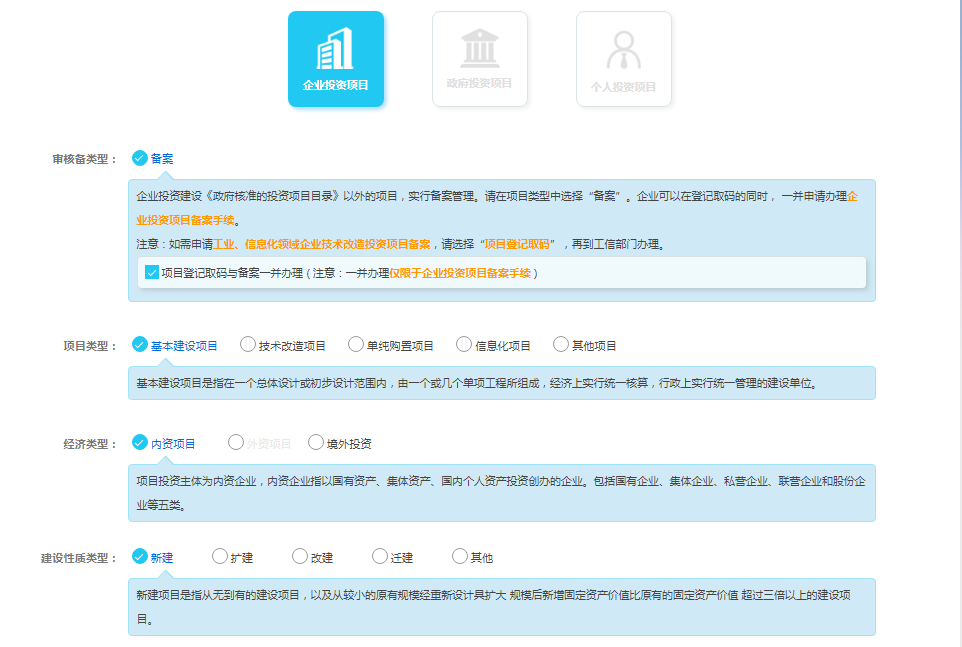 企业投资项目
政府投资项目
个人投资项目
审核备类型：
备案
企业投资建设《政府核准的投资项目目录》以外的项目，实行备案管理。请在项目类型中选择“备案”。企业可以在登记取码的同时， 一并申请办理企
业投资项目备案手续。
注意：如需申请工业、信息化领域企业技术改造投资项目备案，请选择“项目登记取码” ，再到工信部门办理。
项目登记取码与备案一并办理（注意：一并办理仅限于企业投资项目备案手续）
项目类型： 基本建设项目 技术改造项目 单纯购置项目 信息化项目 其他项目
基本建设项目是指在一个总体设计或初步设计范围内，由一个或几个单项工程所组成，经济上实行统一核算，行政上实行统一管理的建设单位。
经济类型： 内资项目 外资项目 境外投资
项目投资主体为内资企业，内资企业指以国有资产、集体资产、国内个人资产投资创办的企业。包括国有企业、集体企业、私营企业、联营企业和股份企
业等五类。
建设性质类型： 新建 扩建 改建 迁建 其他
新建项目是指从无到有的建设项目，以及从较小的原有规模经重新设计具扩大 规模后新增固定资产价值比原有的固定资产价值 超过三倍以上的建设项
目。